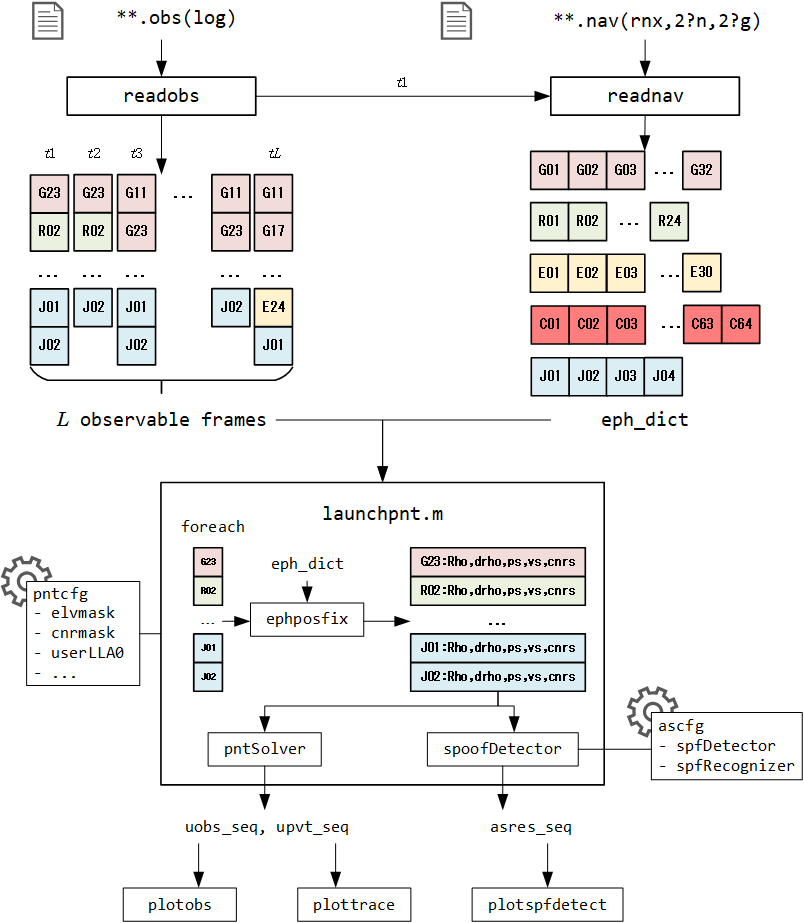 **.obs(log)
**.nav(rnx,2?n,2?g)
readobs
t1
readnav
t1 t2 t3 tL
G23 G23 G11 ... G11 G11
R02 R02 G23 G23 G17
... ... ... ... ...
J01 J02 J01 J02 E24
J02 J02 J01
G01 G02 G03 ... G32
R01 R02 ... R24
E01 E02 E03 ... E30
C01 C02 C03 ... C63 C64
J01 J02 J03 J04
L observable frames
eph_dict
launchpnt.m
foreach
G23
R02
...
J01
J02
eph_dict
ephposfix
G23:Rho,drho,ps,vs,cnrs
R02:Rho,drho,ps,vs,cnrs
...
J01:Rho,drho,ps,vs,cnrs
J02:Rho,drho,ps,vs,cnrs
pntcfg
- elvmask
- cnrmask
- userLLA0
- ...
pntSolver
spoofDetector
ascfg
- spfDetector
- spfRecognizer
uobs_seq, upvt_seq
asres_seq
plotobs
plottrace
plotspfdetect